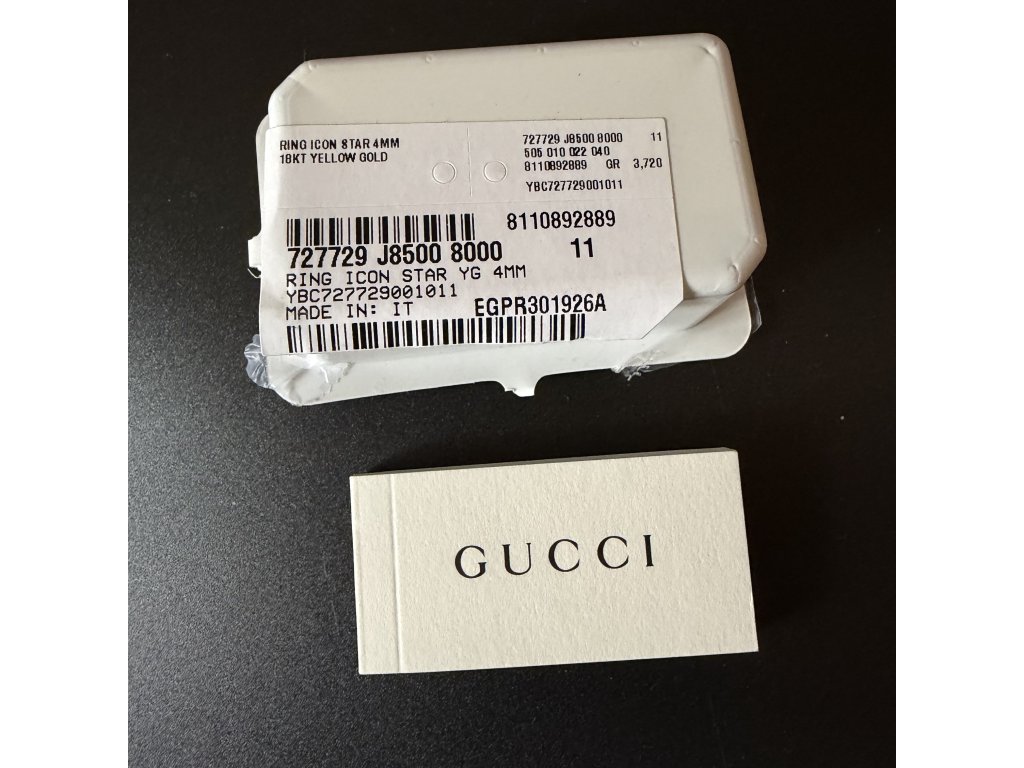 RING ICON STAR 4MM
18KT YELLOW GOLD
727729 J8500 8000 11
505 010 022 040
8110892889 GR 3,720
YBC727729001011
8110892889
727729 J8500 8000 11
RING ICON STAR YG 4MM
YBC727729001011
MADE IN: IT EGPR301926A
GUCCI